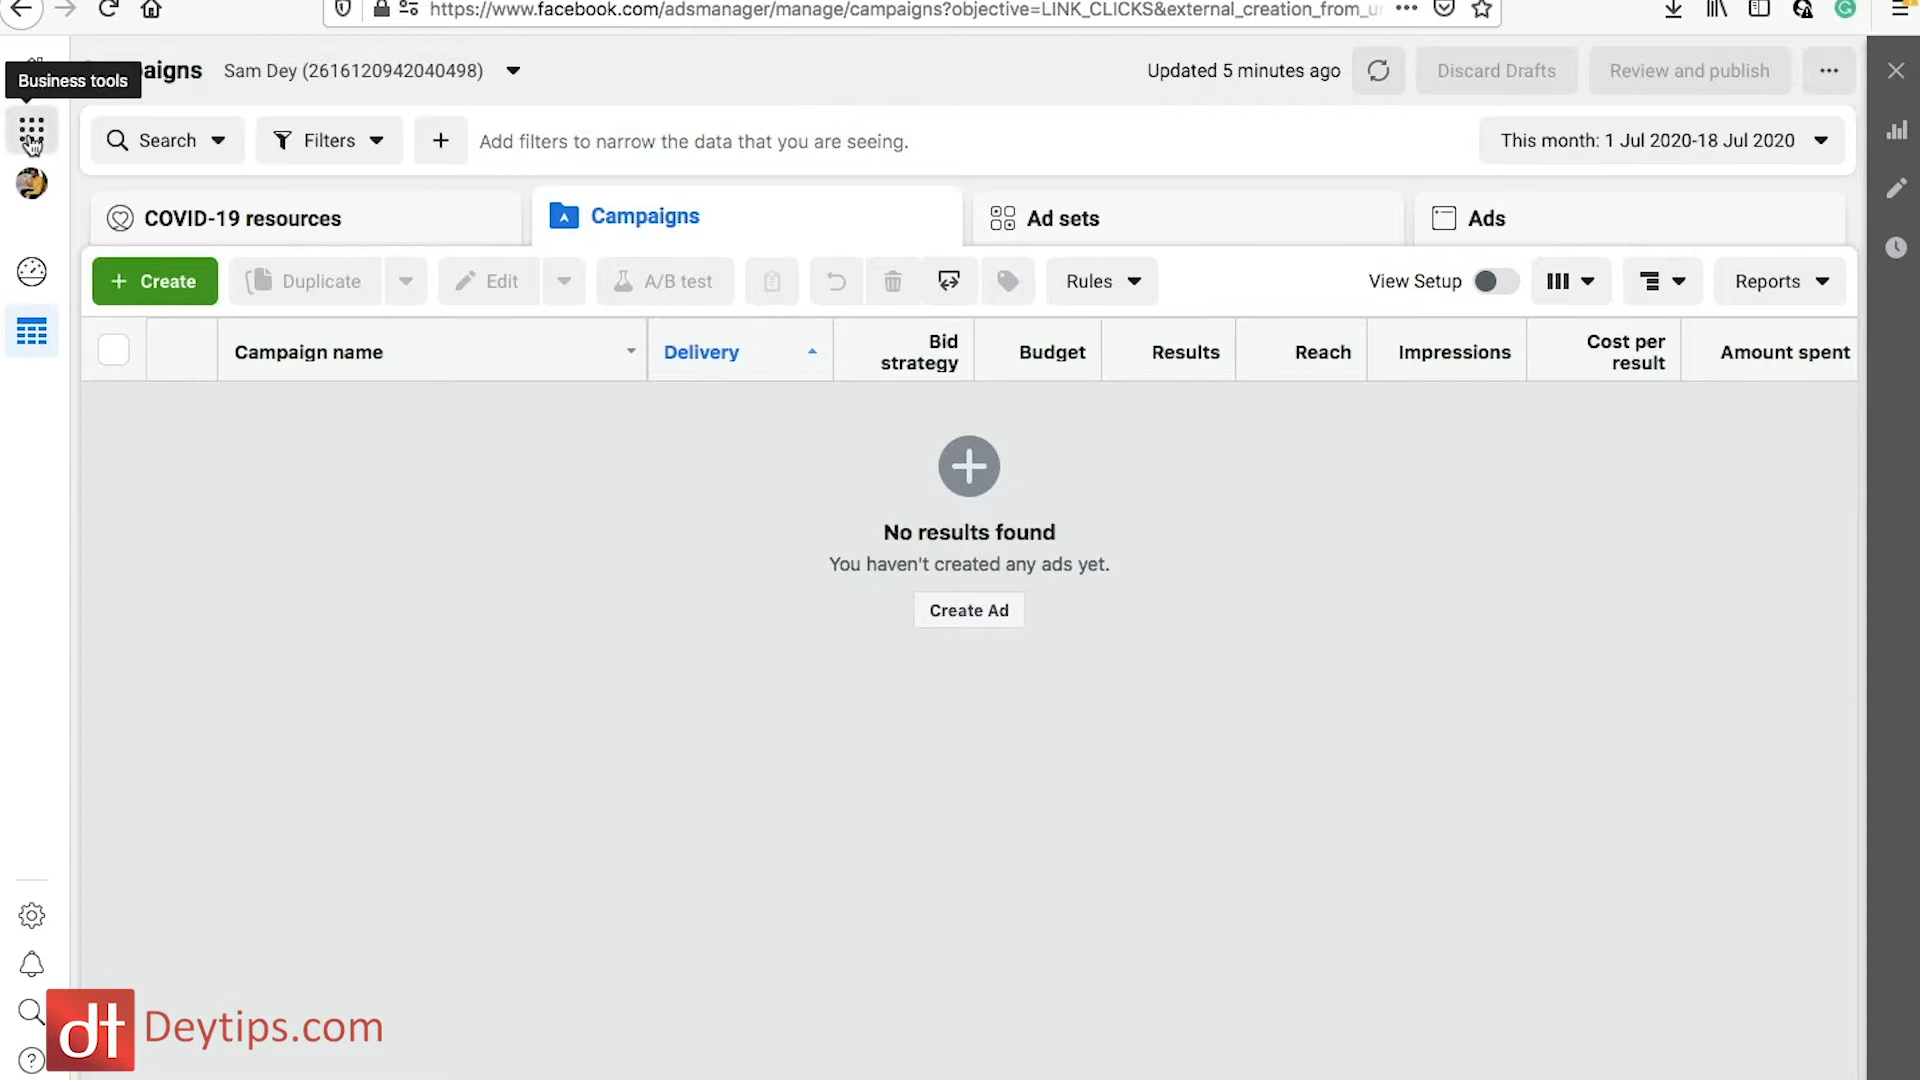 https://www.facebook.com/adsmanager/manage/campaigns?objective=LINK_CLICKS&external_creation_from_u
Business tools
aigns
Sam Dey (2616120942040498)
Updated 5 minutes ago
Discard Drafts
Review and publish
Search
Filters
Add filters to narrow the data that you are seeing.
This month: 1 Jul 2020-18 Jul 2020
COVID-19 resources
Campaigns
Ad sets
Ads
+ Create
Duplicate
Edit
A/B test
Rules
View Setup
Reports
Campaign name
Delivery
Bid
strategy
Budget
Results
Reach
Impressions
Cost per
result
Amount spent
No results found
You haven't created any ads yet.
Create Ad
dt Deytips.com